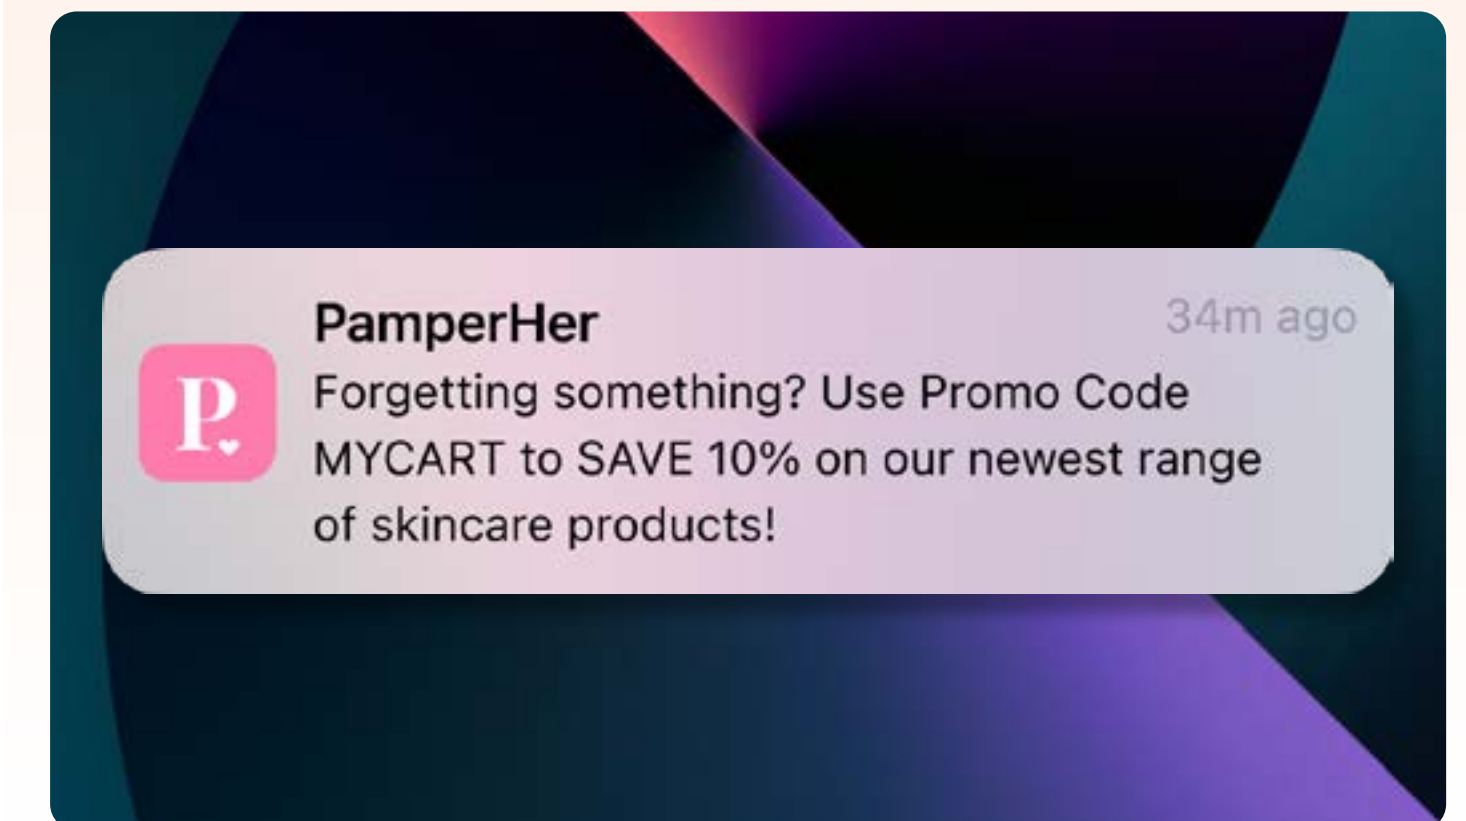 PamperHer
34m ago
P
Forgetting something? Use Promo Code
MYCART to SAVE 10% on our newest range
of skincare products!